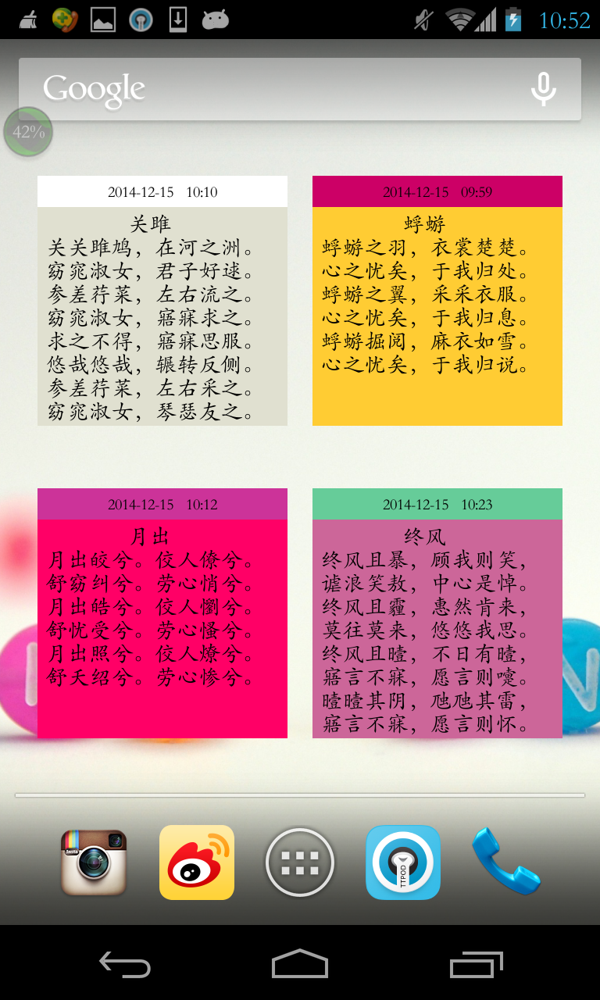 10:52
Google
42%
2014-12-15 10:10
关雎
关关雎鸠，在河之洲。
窈窕淑女，君子好逑。
参差荇菜，左右流之。
窈窕淑女，寤寐求之。
求之不得，寤寐思服。
悠哉悠哉，辗转反侧。
参差荇菜，左右采之。
窈窕淑女，琴瑟友之。
2014-12-15 09:59
蜉蝣
蜉蝣之羽，衣裳楚楚。
心之忧矣，于我归处。
蜉蝣之翼，采采衣服。
心之忧矣，于我归息。
蜉蝣掘阅，麻衣如雪。
心之忧矣，于我归说。
2014-12-15 10:12
月出
月出皎兮。佼人僚兮。
舒窈纠兮。劳心悄兮。
月出皓兮。佼人懰兮。
舒忧受兮。劳心慅兮。
月出照兮。佼人燎兮。
舒夭绍兮。劳心惨兮。
2014-12-15 10:23
终风
终风且暴，顾我则笑，
谑浪笑敖，中心是悼。
终风且霾，惠然肯来，
莫往莫来，悠悠我思。
终风且曀，不日有曀，
寤言不寐，愿言则嚏。
曀曀其阴，虺虺其雷，
寤言不寐，愿言则怀。
Insta
TTPOD